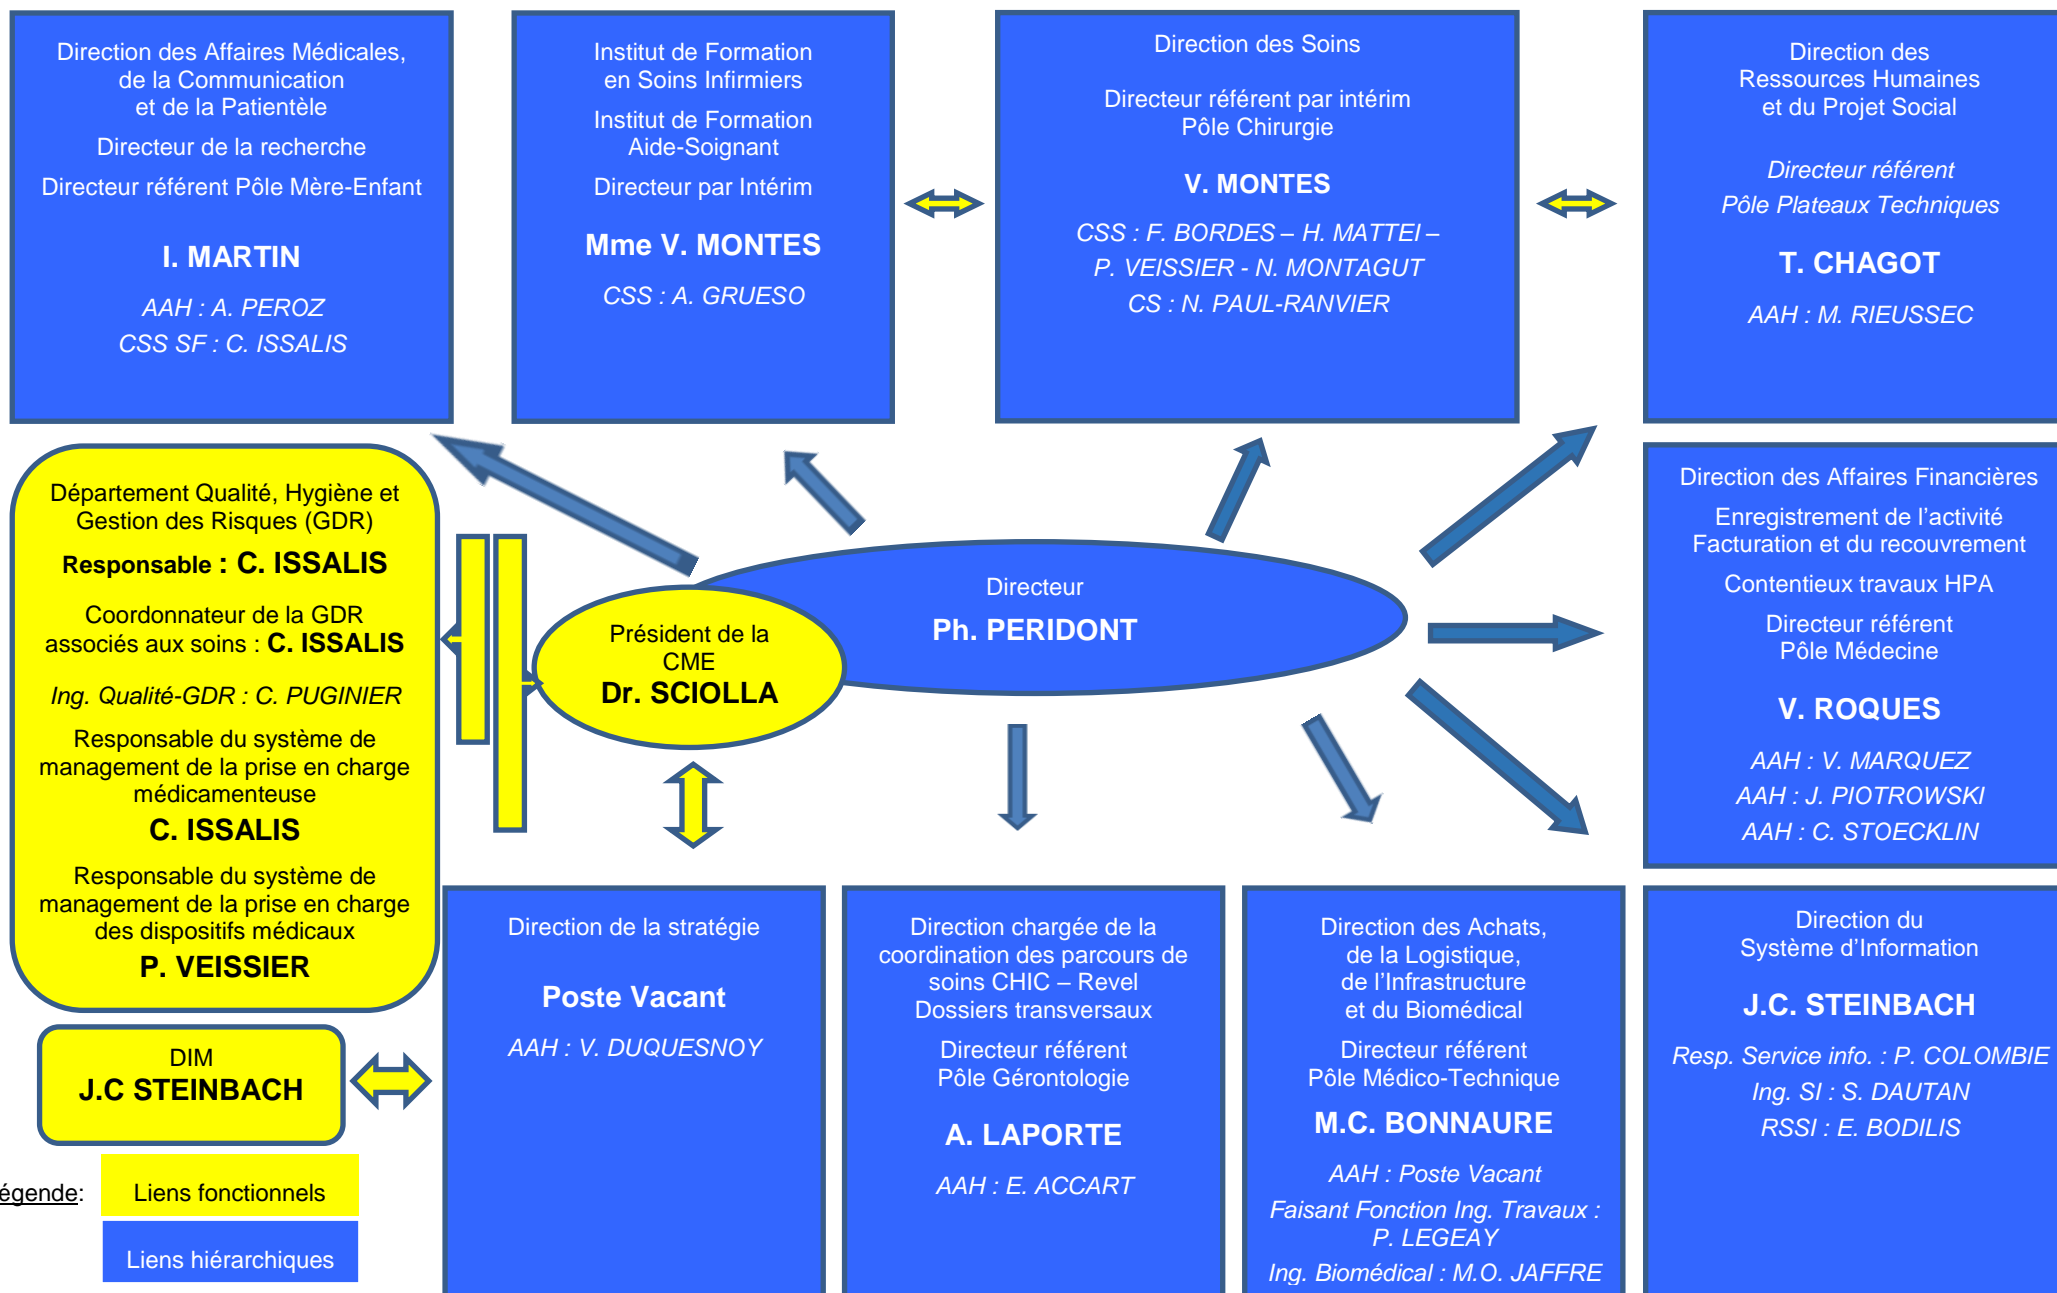 Direction des Affaires Médicales,
de la Communication
et de la Patientèle
Directeur de la recherche
Directeur référent Pôle Mère-Enfant
I. MARTIN
AAH : A. PEROZ
CSS SF : C. ISSALIS
Institut de Formation
en Soins Infirmiers
Institut de Formation
Aide-Soignant
Directeur par Intérim
Mme V. MONTES
CSS : A. GRUESO
Direction des Soins
Directeur référent par intérim
Pôle Chirurgie
V. MONTES
CSS : F. BORDES – H. MATTEI –
P. VEISSIER - N. MONTAGUT
CS : N. PAUL-RANVIER
Direction des
Ressources Humaines
et du Projet Social
Directeur référent
Pôle Plateaux Techniques
T. CHAGOT
AAH : M. RIEUSSEC
Département Qualité, Hygiène et
Gestion des Risques (GDR)
Responsable : C. ISSALIS
Coordonnateur de la GDR
associés aux soins : C. ISSALIS
Ing. Qualité-GDR : C. PUGINIER
Responsable du système de
management de la prise en charge
médicamenteuse
C. ISSALIS
Responsable du système de
management de la prise en charge
des dispositifs médicaux
P. VEISSIER
Président de la
CME
Dr. SCIOLLA
Directeur
Ph. PERIDONT
Direction des Affaires Financières
Enregistrement de l’activité
Facturation et du recouvrement
Contentieux travaux HPA
Directeur référent
Pôle Médecine
V. ROQUES
AAH : V. MARQUEZ
AAH : J. PIOTROWSKI
AAH : C. STOECKLIN
DIM
J.C STEINBACH
Direction de la stratégie
Poste Vacant
AAH : V. DUQUESNOY
Direction chargée de la
coordination des parcours de
soins CHIC – Revel
Dossiers transversaux
Directeur référent
Pôle Gérontologie
A. LAPORTE
AAH : E. ACCART
Direction des Achats,
de la Logistique,
de l’Infrastructure
et du Biomédical
Directeur référent
Pôle Médico-Technique
M.C. BONNAURE
AAH : Poste Vacant
Faisant Fonction Ing. Travaux :
P. LEGEAY
Ing. Biomédical : M.O. JAFFRE
Direction du
Système d’Information
J.C. STEINBACH
Resp. Service info. : P. COLOMBIE
Ing. SI : S. DAUTAN
RSSI : E. BODILIS
égende:
Liens fonctionnels
Liens hiérarchiques